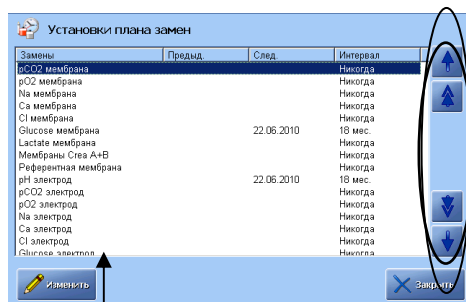 Установки плана замен
Замены Предыд. След. Интервал
pCO2 мембрана Никогда
pO2 мембрана Никогда
Na мембрана Никогда
Ca мембрана Никогда
Cl мембрана Никогда
Glucose мембрана 22.06.2010 18 мес.
Lactate мембрана Никогда
Мембраны Crea A+B Никогда
Референтная мембрана Никогда
pH электрод 22.06.2010 18 мес.
pCO2 электрод Никогда
pO2 электрод Никогда
Na электрод Никогда
Ca электрод Никогда
Cl электрод Никогда
Glucose электрод Никогда
Изменить Закрыть